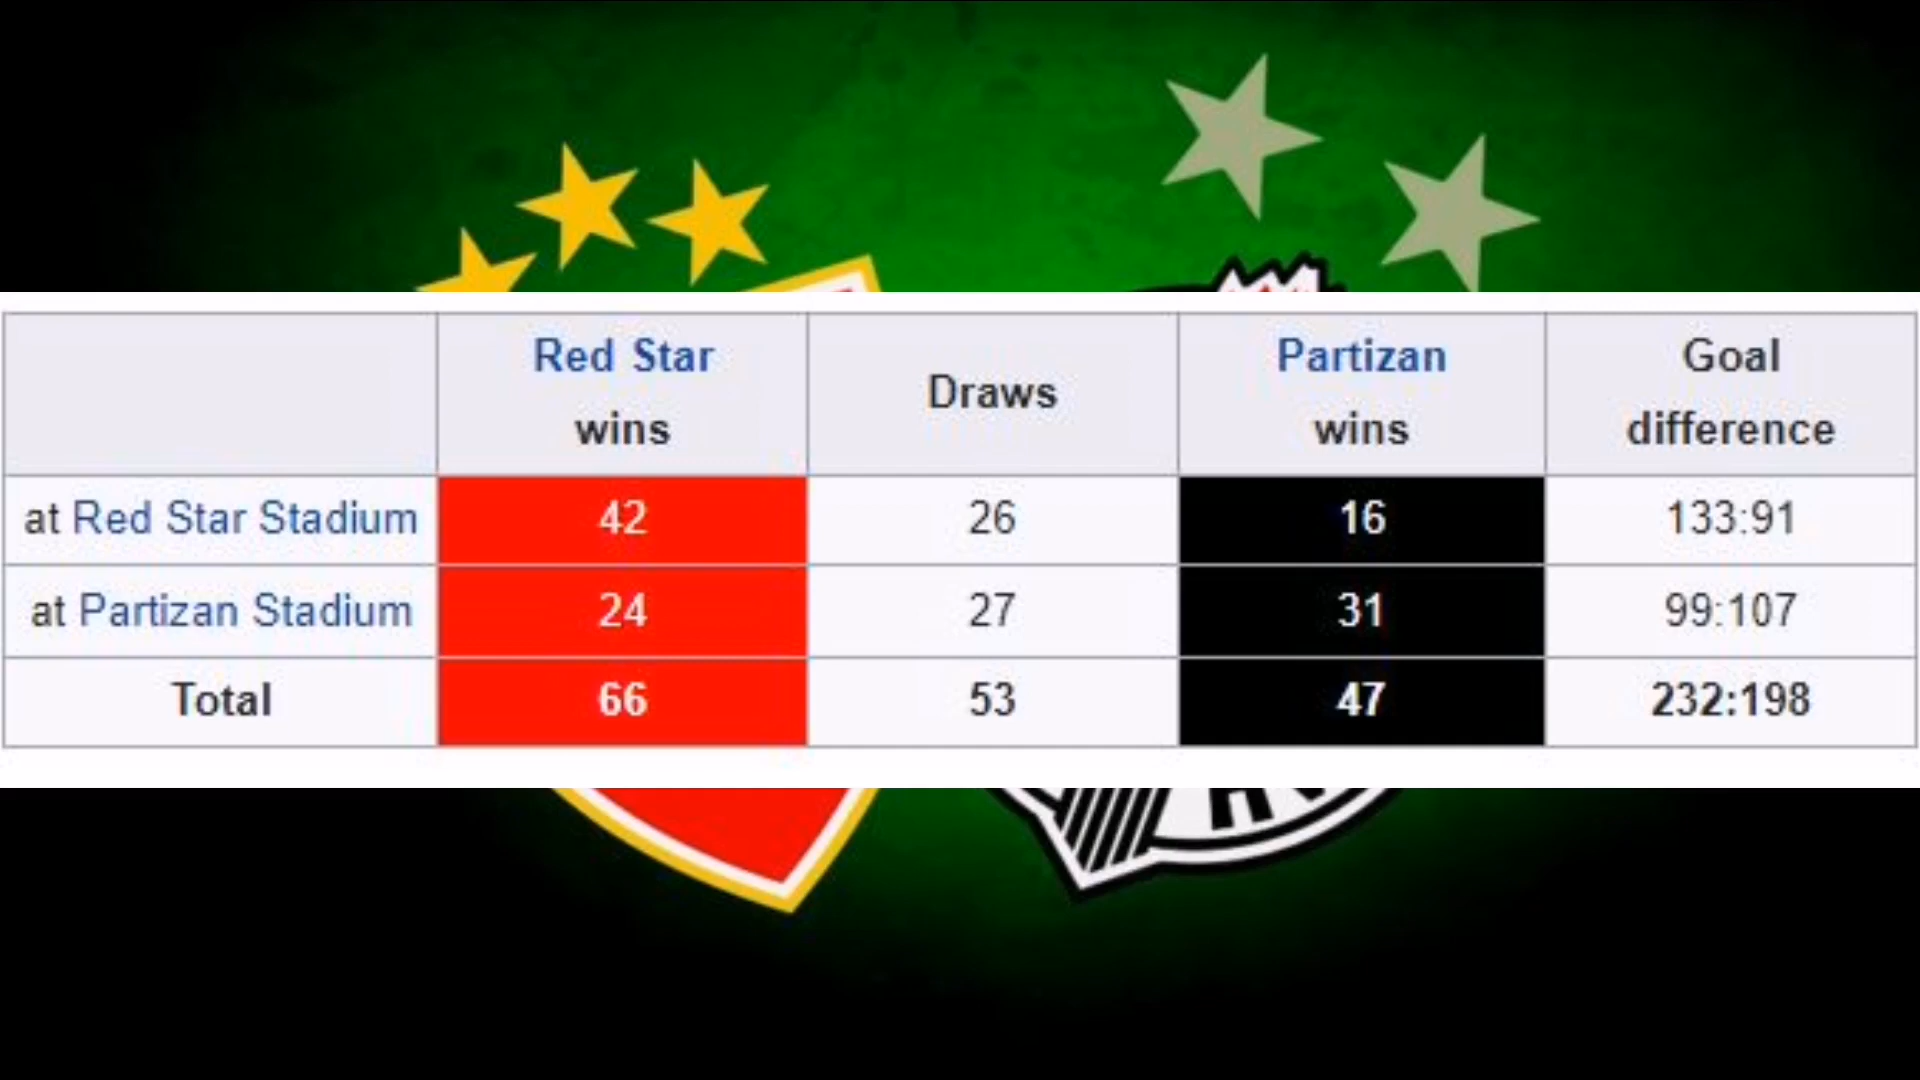 Red Star wins
Draws
Partizan wins
Goal difference
at Red Star Stadium 42 26 16 133:91
at Partizan Stadium 24 27 31 99:107
Total 66 53 47 232:198